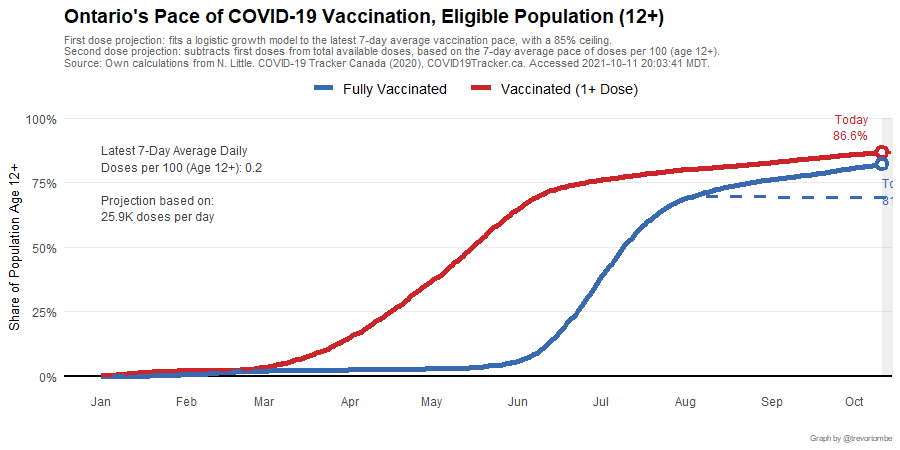 Ontario's Pace of COVID-19 Vaccination, Eligible Population (12+)
First dose projection: fits a logistic growth model to the latest 7-day average vaccination pace, with a 85% ceiling.
Second dose projection: subtracts first doses from total available doses, based on the 7-day average pace of doses per 100 (age 12+).
Source: Own calculations from N. Little. COVID-19 Tracker Canada (2020), COVID19Tracker.ca. Accessed 2021-10-11 20:03:41 MDT.
Fully Vaccinated
Vaccinated (1+ Dose)
Share of Population Age 12+
100%
75%
50%
25%
0%
Latest 7-Day Average Daily
Doses per 100 (Age 12+): 0.2
Projection based on:
25.9K doses per day
Today
86.6%
Jan Feb Mar Apr May Jun Jul Aug Sep Oct
Graph by @trevortombe